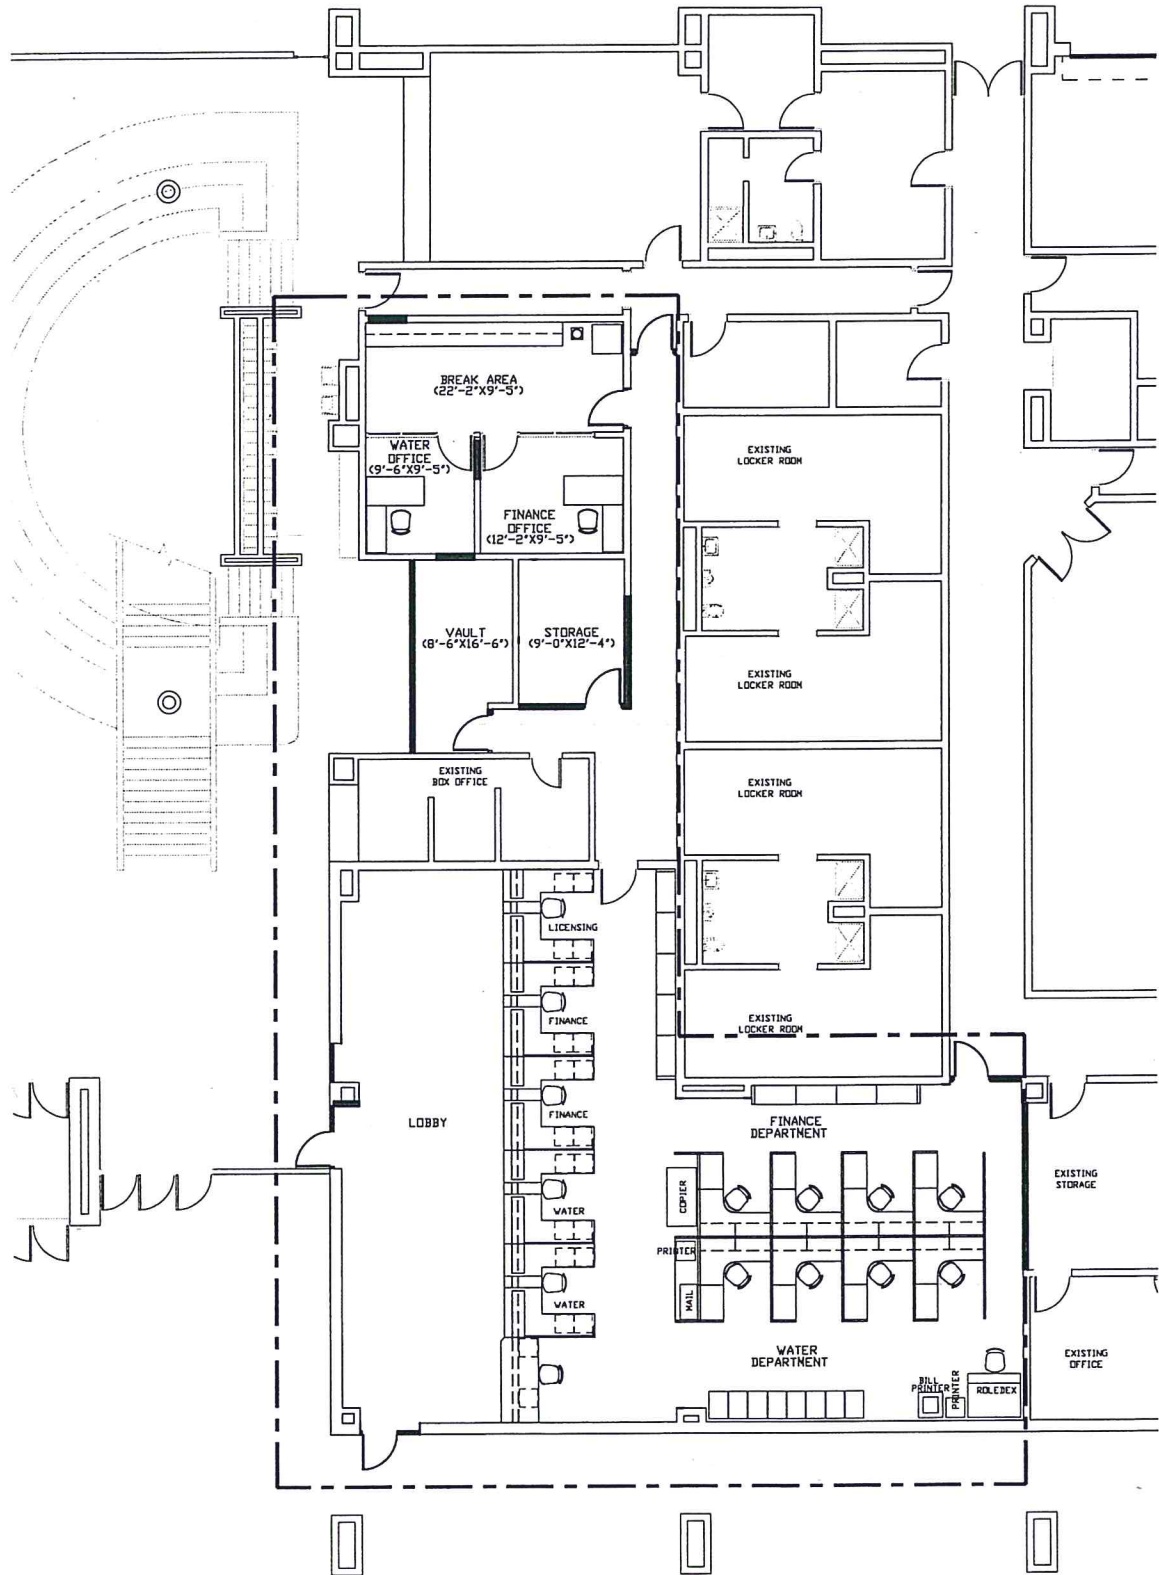 BREAK AREA
(22'-2"X9'-5")
WATER
OFFICE
(9'-6"X9'-5")
FINANCE
OFFICE
(12'-2"X9'-5")
EXISTING
LOCKER ROOM
VAULT
(8'-6"X16'-6")
STORAGE
(9'-0"X12'-4")
EXISTING
LOCKER ROOM
EXISTING
BOX OFFICE
EXISTING
LOCKER ROOM
LICENSING
FINANCE
EXISTING
LOCKER ROOM
LOBBY
FINANCE
FINANCE
DEPARTMENT
EXISTING
STORAGE
COPIER
WATER
PRINTER
MAIL
WATER
WATER
DEPARTMENT
EXISTING
OFFICE
BILL
PRINTER
PRINTER
ROLEDEX